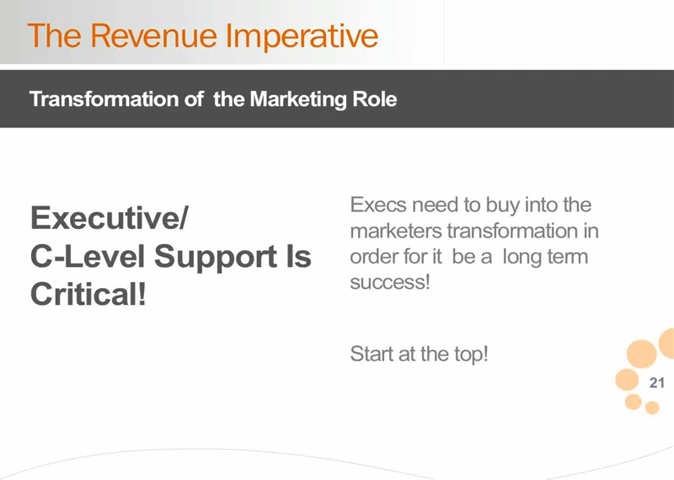 The Revenue Imperative
Transformation of the Marketing Role
Executive/
C-Level Support Is
Critical!
Execs need to buy into the
marketers transformation in
order for it be a long term
success!
Start at the top!
21